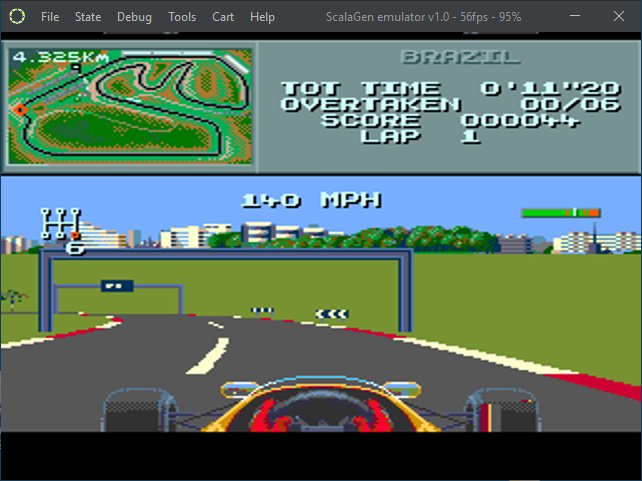 File State Debug Tools Cart Help ScalaGen emulator v1.0 - 56fps - 95%
4.325KM
BRAZIL
TOT TIME 0'11"20
OVERTAKEN 00/06
SCORE 000044
LAP 1
140 MPH
6